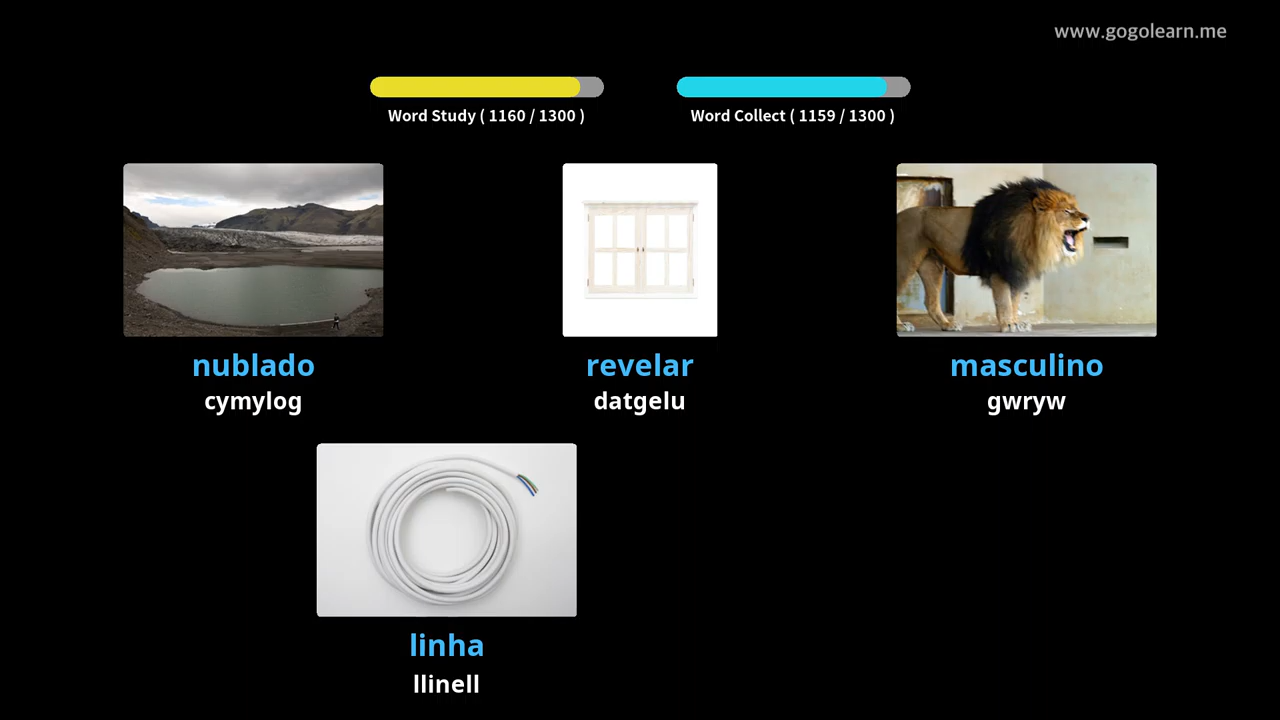 www.gogolearn.me
Word Study ( 1160 / 1300 )
Word Collect ( 1159 / 1300 )
nublado
cymylog
revelar
datgelu
masculino
gwryw
linha
llinell